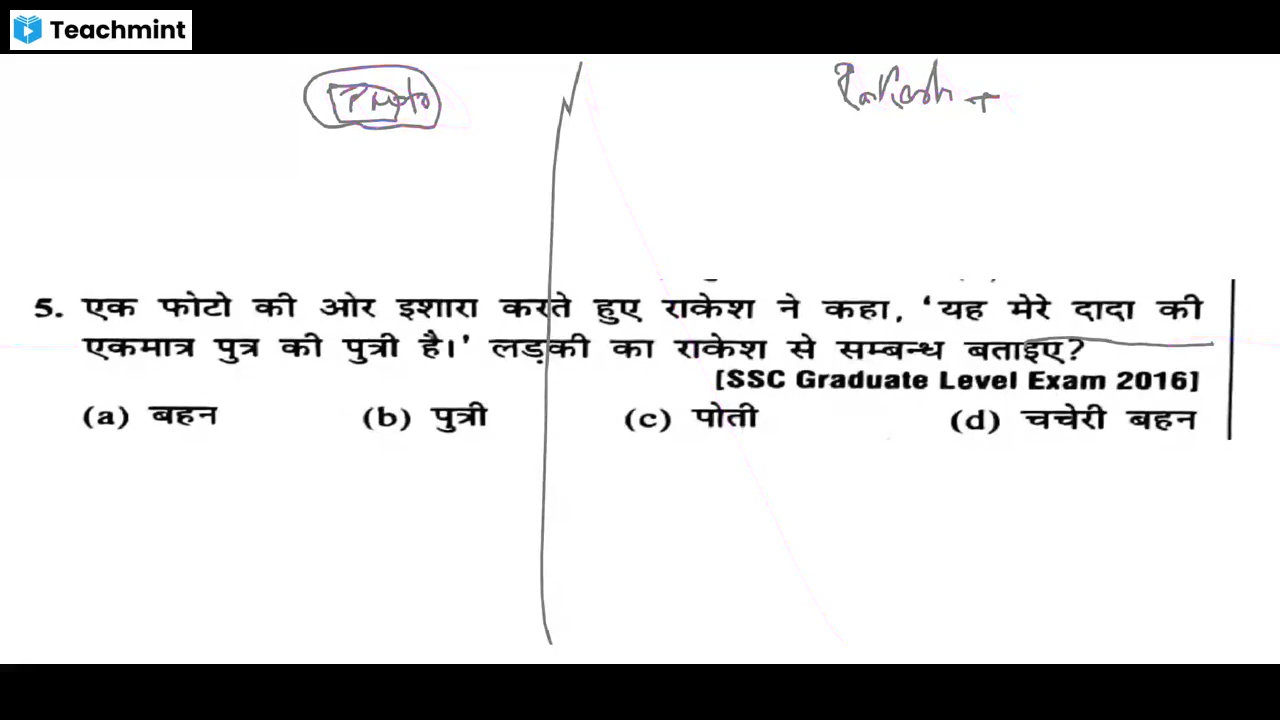 Teachmint
Photo Rakesh +
5. एक फोटो की ओर इशारा करते हुए राकेश ने कहा, 'यह मेरे दादा की
एकमात्र पुत्र की पुत्री है।' लड़की का राकेश से सम्बन्ध बताइए?
[SSC Graduate Level Exam 2016]
(a) बहन (b) पुत्री (c) पोती (d) चचेरी बहन